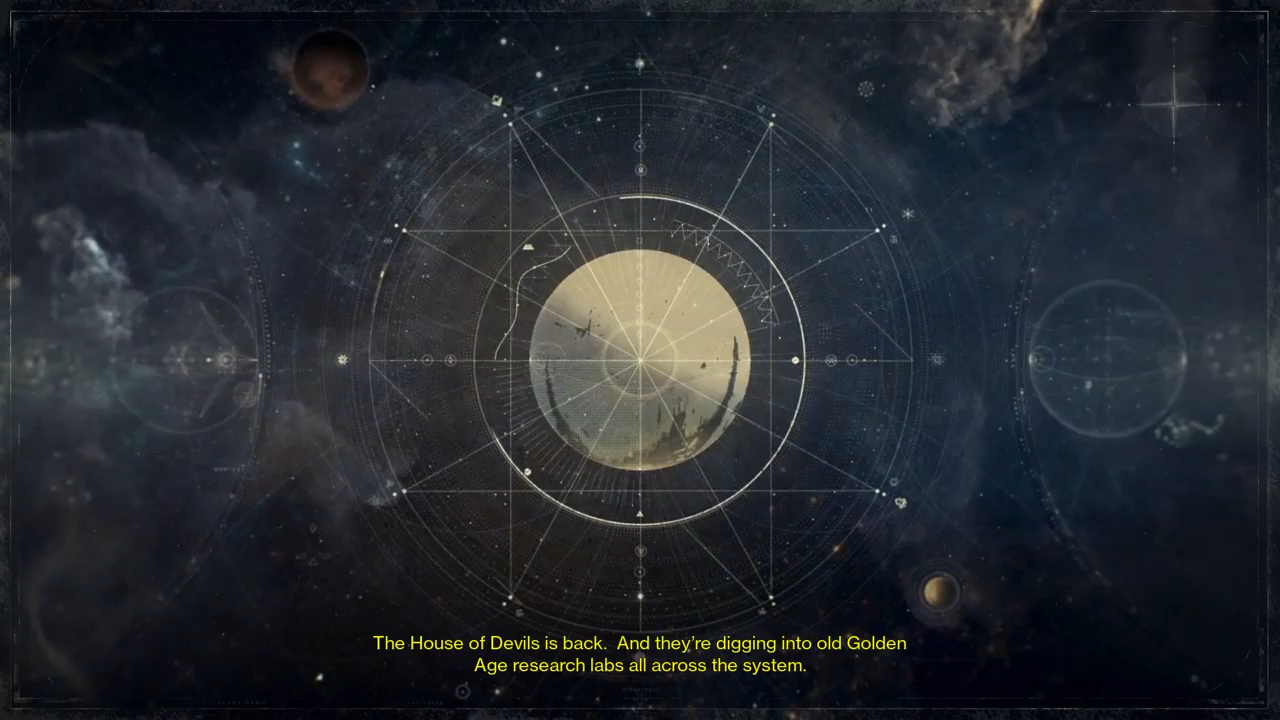 The House of Devils is back.  And they're digging into old Golden
Age research labs all across the system.